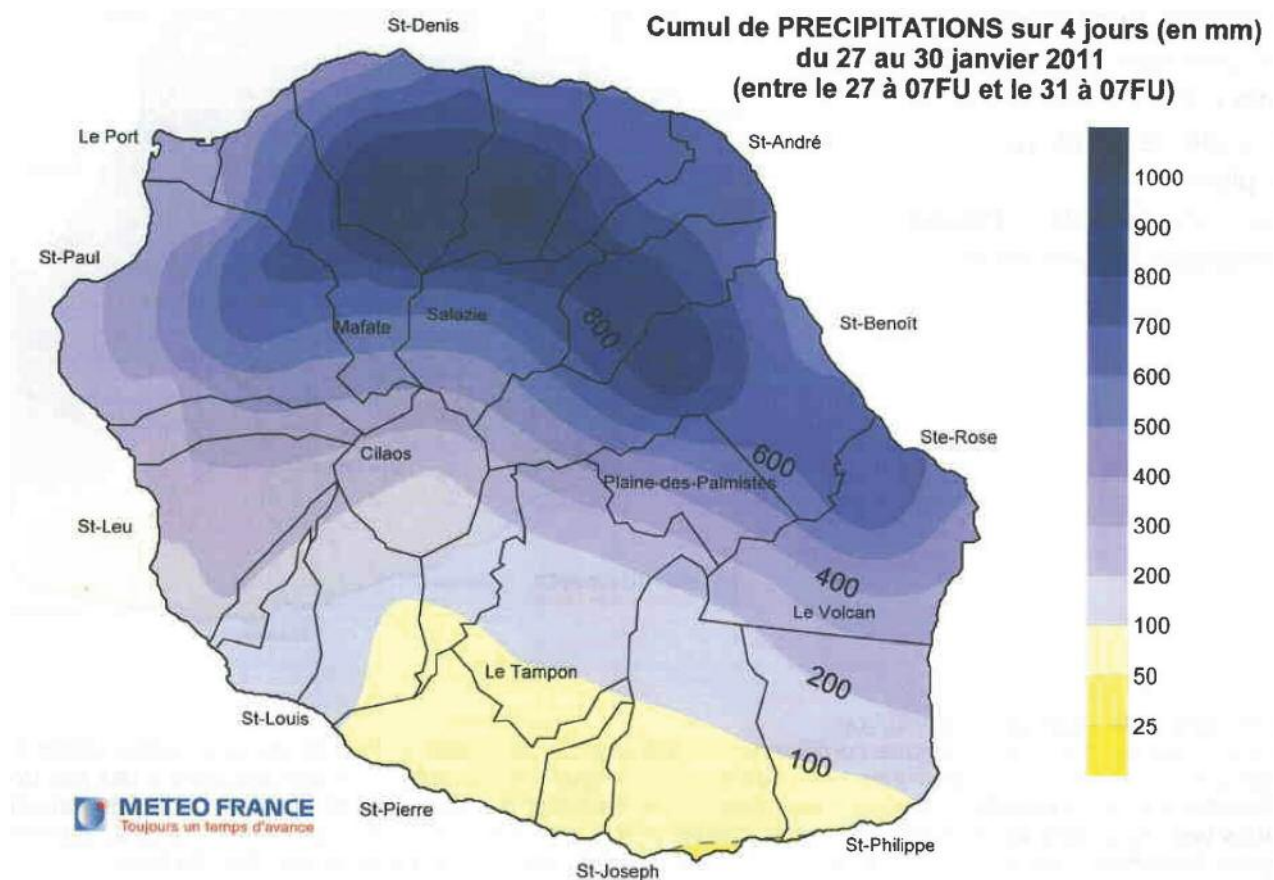 Cumul de PRECIPITATIONS sur 4 jours (en mm)
du 27 au 30 janvier 2011
(entre le 27 à 07FU et le 31 à 07FU)
St-Denis
Le Port
St-André
St-Paul
Mafate
Salazie
800
St-Benoît
Ste-Rose
Cilaos
600
Plaine-des-Palmistes
St-Leu
400
Le Volcan
Le Tampon
200
St-Louis
100
St-Pierre
St-Philippe
St-Joseph
1000
900
800
700
600
500
400
300
200
100
50
25
METEO FRANCE
Toujours un temps d'avance